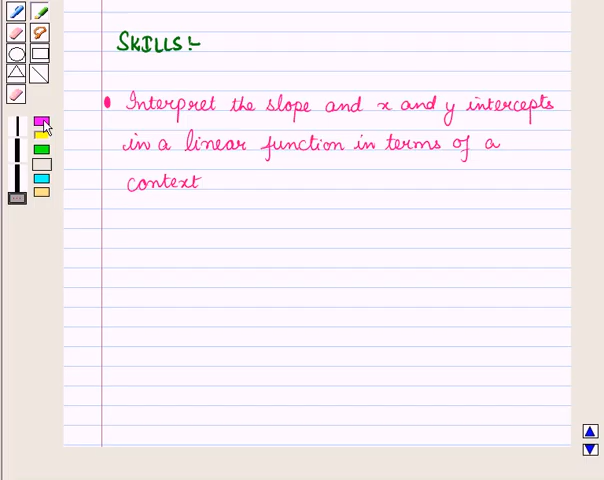 SKILLS:-
• Interpret the slope and x and y intercepts
in a linear function in terms of a
context